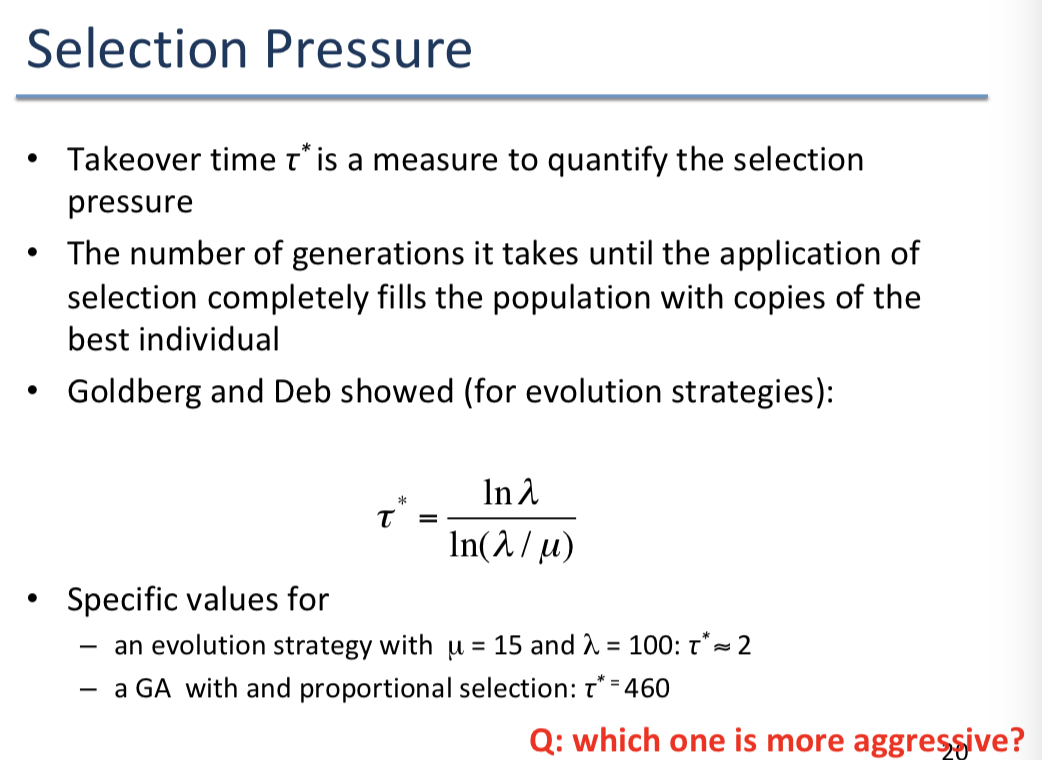 Selection Pressure
• Takeover time τ* is a measure to quantify the selection
pressure
• The number of generations it takes until the application of
selection completely fills the population with copies of the
best individual
• Goldberg and Deb showed (for evolution strategies):
τ* = ln λ / ln(λ / μ)
• Specific values for
– an evolution strategy with μ = 15 and λ = 100: τ* ≈ 2
– a GA with and proportional selection: τ* = 460
Q: which one is more aggressive?
20